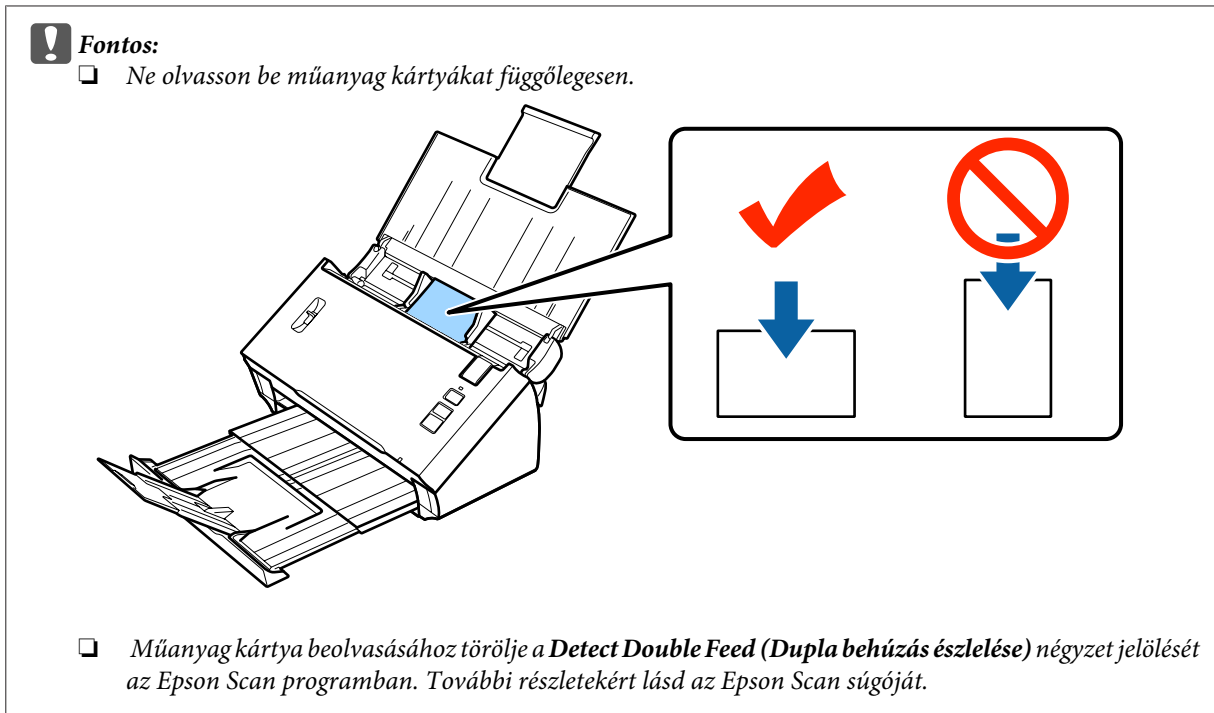 Fontos:
❏ Ne olvasson be műanyag kártyákat függőlegesen.
❏ Műanyag kártya beolvasásához törölje a Detect Double Feed (Dupla behúzás észlelése) négyzet jelölését
az Epson Scan programban. További részletekért lásd az Epson Scan súgóját.